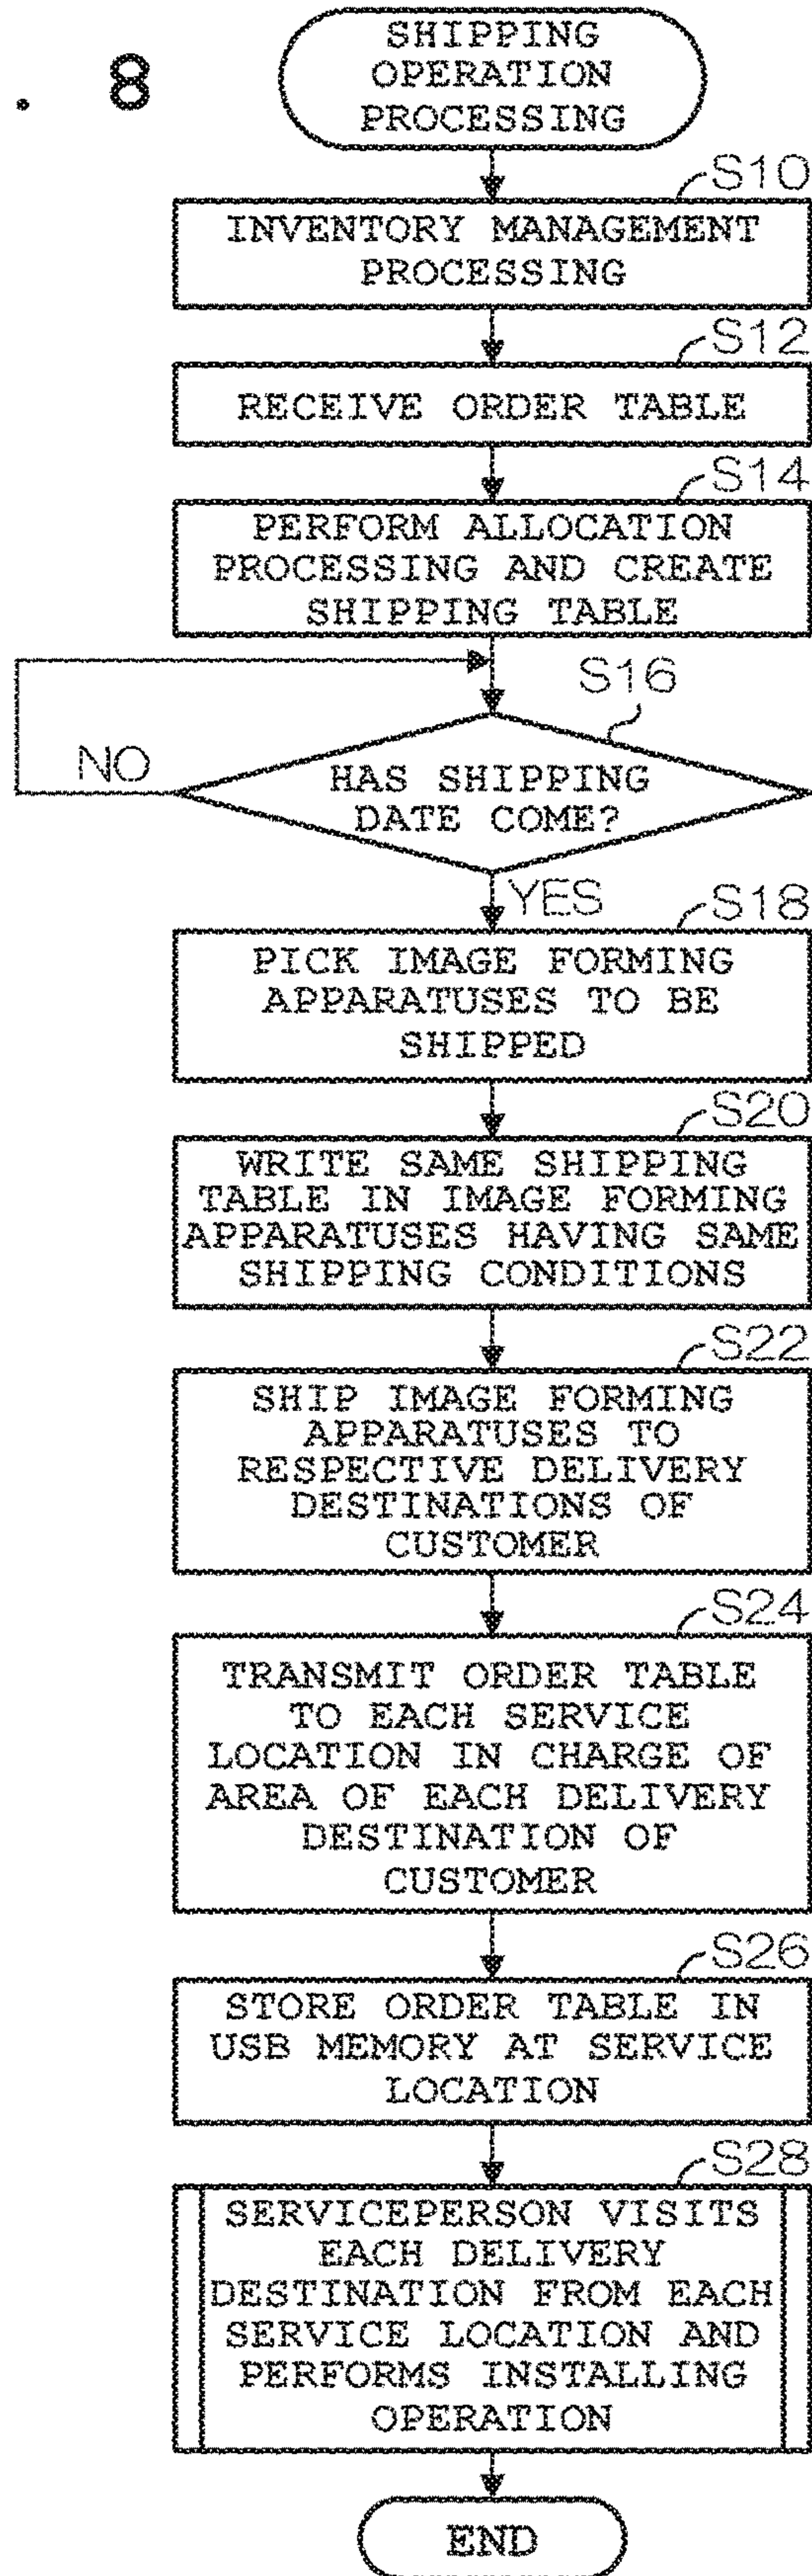 . 8
SHIPPING
OPERATION
PROCESSING
S10
INVENTORY MANAGEMENT
PROCESSING
S12
RECEIVE ORDER TABLE
S14
PERFORM ALLOCATION
PROCESSING AND CREATE
SHIPPING TABLE
S16
NO
HAS SHIPPING
DATE COME?
YES
S18
PICK IMAGE FORMING
APPARATUSES TO BE
SHIPPED
S20
WRITE SAME SHIPPING
TABLE IN IMAGE FORMING
APPARATUSES HAVING SAME
SHIPPING CONDITIONS
S22
SHIP IMAGE FORMING
APPARATUSES TO
RESPECTIVE DELIVERY
DESTINATIONS OF
CUSTOMER
S24
TRANSMIT ORDER TABLE
TO EACH SERVICE
LOCATION IN CHARGE OF
AREA OF EACH DELIVERY
DESTINATION OF
CUSTOMER
S26
STORE ORDER TABLE IN
USB MEMORY AT SERVICE
LOCATION
S28
SERVICEPERSON VISITS
EACH DELIVERY
DESTINATION FROM EACH
SERVICE LOCATION AND
PERFORMS INSTALLING
OPERATION
END